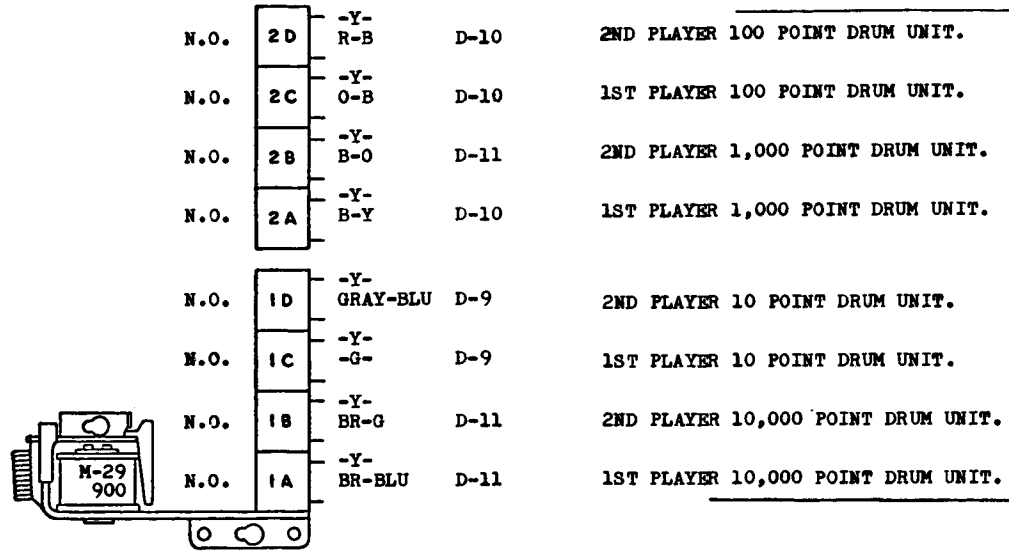 -Y-
N.O. 2D R-B D-10 2ND PLAYER 100 POINT DRUM UNIT.
-Y-
N.O. 2C O-B D-10 1ST PLAYER 100 POINT DRUM UNIT.
-Y-
N.O. 2B B-O D-11 2ND PLAYER 1,000 POINT DRUM UNIT.
-Y-
N.O. 2A B-Y D-10 1ST PLAYER 1,000 POINT DRUM UNIT.
-Y-
N.O. 1D GRAY-BLU D-9 2ND PLAYER 10 POINT DRUM UNIT.
-Y-
N.O. 1C -G- D-9 1ST PLAYER 10 POINT DRUM UNIT.
-Y-
N.O. 1B BR-G D-11 2ND PLAYER 10,000 POINT DRUM UNIT.
-Y-
N.O. 1A BR-BLU D-11 1ST PLAYER 10,000 POINT DRUM UNIT.
M-29
900